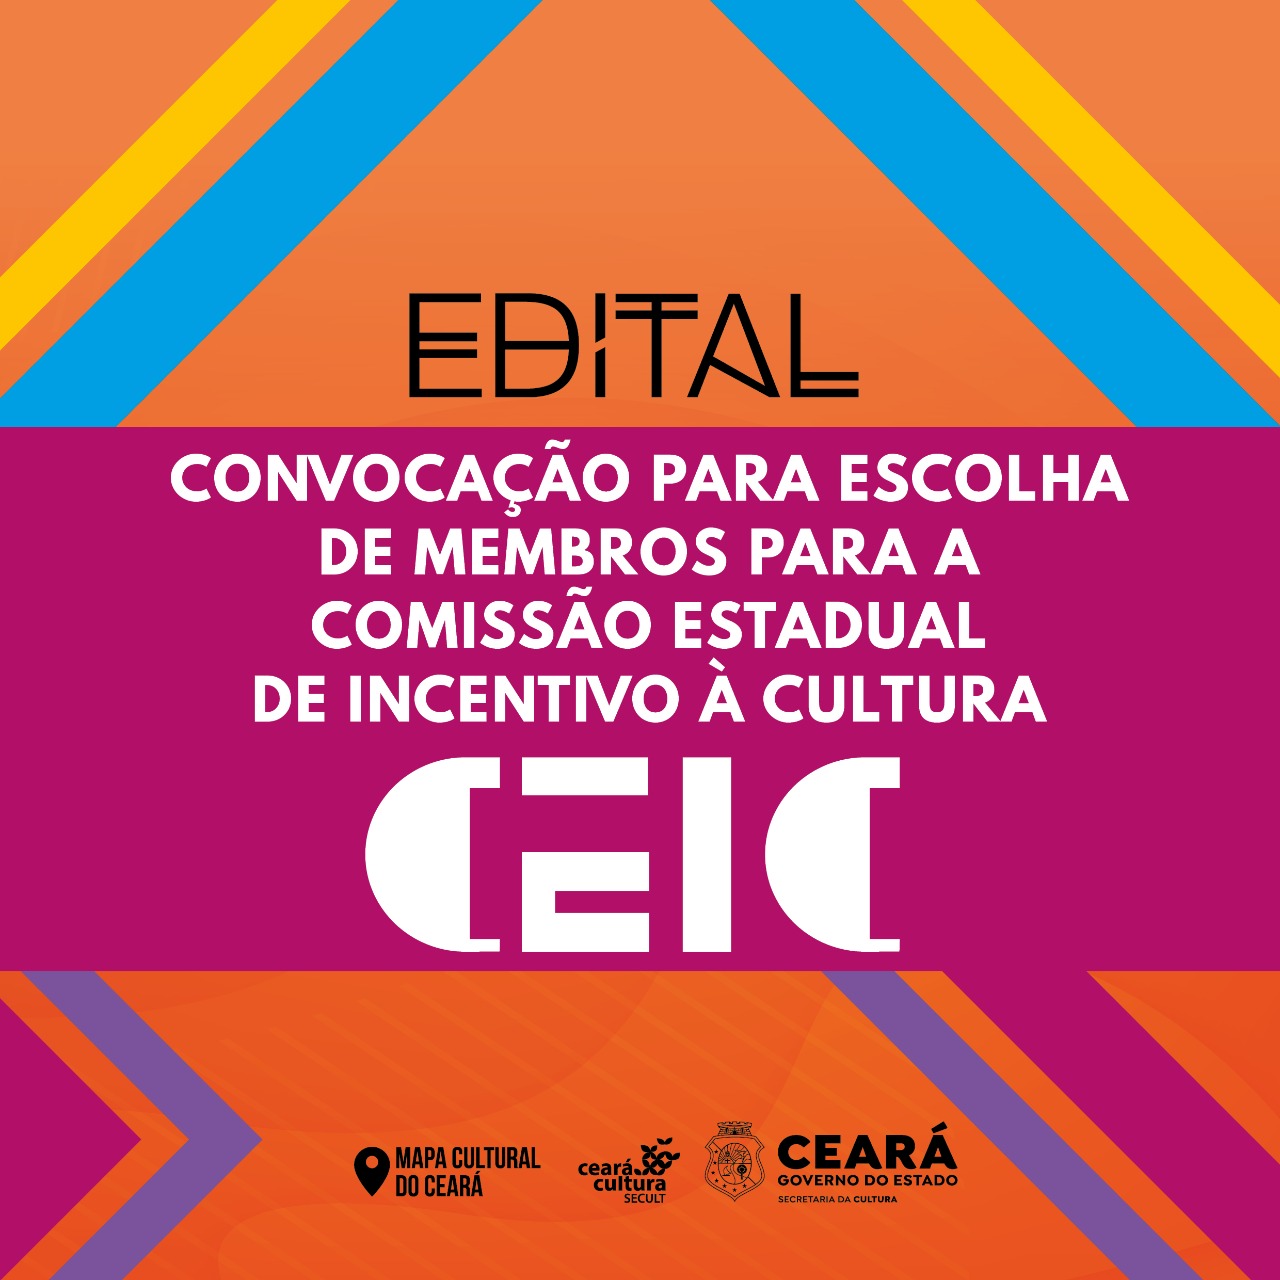 EDITAL
CONVOCAÇÃO PARA ESCOLHA
DE MEMBROS PARA A
COMISSÃO ESTADUAL
DE INCENTIVO À CULTURA
CEIC
MAPA CULTURAL
DO CEARÁ
ceará
cultura
SECULT
CEARÁ
GOVERNO DO ESTADO
SECRETARIA DA CULTURA